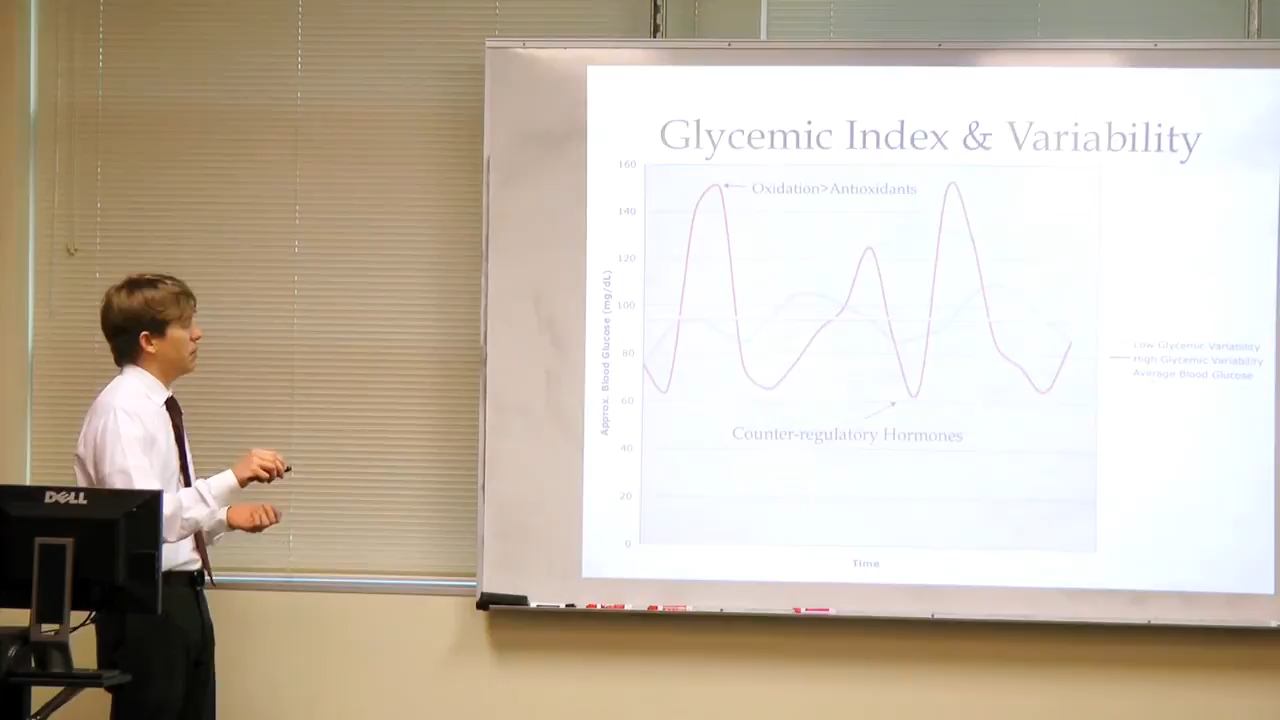 Glycemic Index & Variability
160
Oxidation>Antioxidants
140
120
100
80
60
40
20
0
Approx. Blood Glucose (mg/dL)
Counter-regulatory Hormones
Time
Low Glycemic Variability
High Glycemic Variability
Average Blood Glucose
DELL